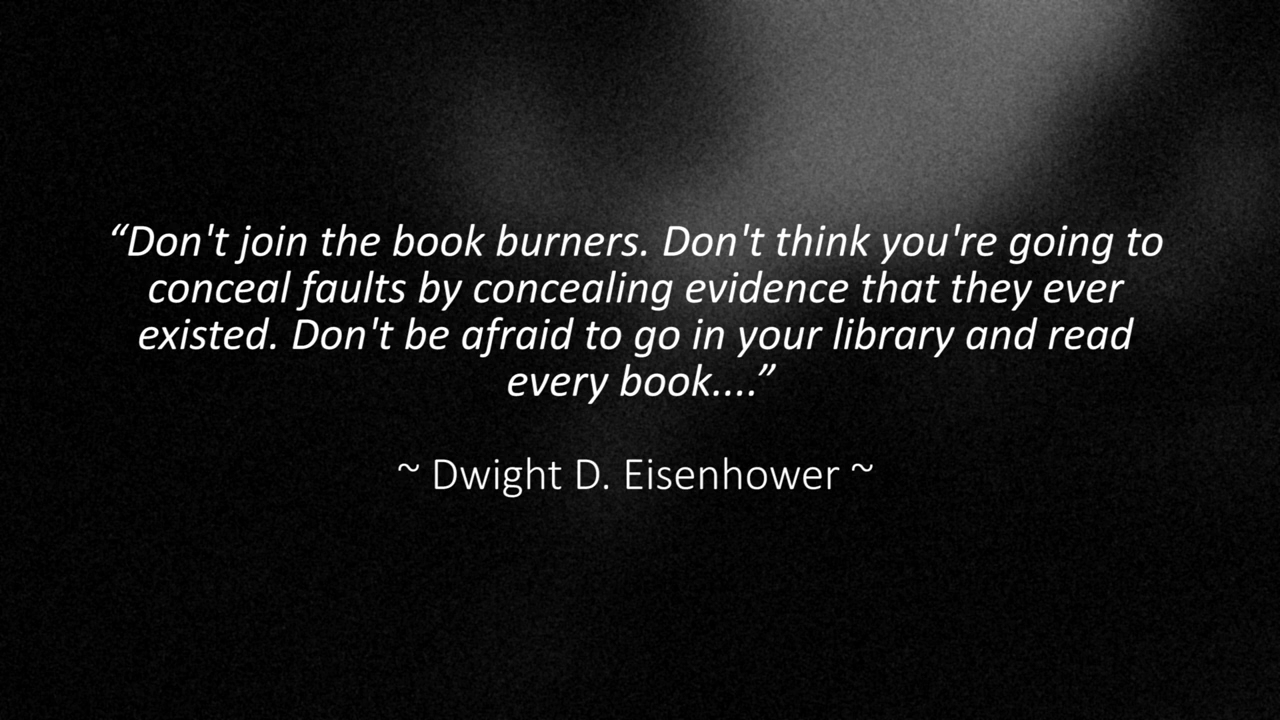 “Don't join the book burners. Don't think you're going to
conceal faults by concealing evidence that they ever
existed. Don't be afraid to go in your library and read
every book....”
~ Dwight D. Eisenhower ~